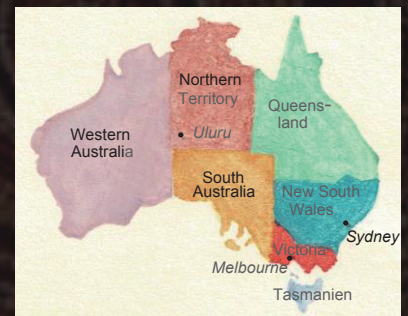 Northern
Territory
Queens-
land
Uluru
Western
Australia
South
Australia
New South
Wales
Sydney
Victoria
Melbourne
Tasmanien